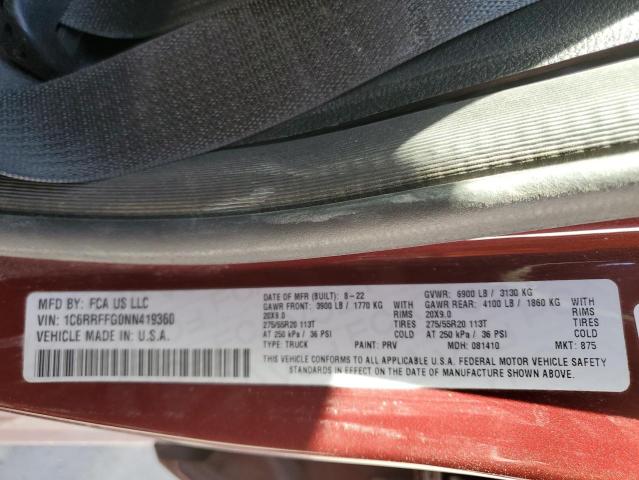 MFD BY: FCA US LLC
VIN: 1C6RRFFG0NN419360
VEHICLE MADE IN: U.S.A.
DATE OF MFR (BUILT): 8-22
GAWR FRONT: 3900 LB / 1770 KG WITH
20X9.0 RIMS
275/55R20 113T TIRES
AT 250 kPa / 36 PSI COLD
TYPE: TRUCK PAINT: PRV
GVWR: 6900 LB / 3130 KG
GAWR REAR: 4100 LB / 1860 KG WITH
20X9.0 RIMS
275/55R20 113T TIRES
AT 250 kPa / 36 PSI COLD
MDH: 081410 MKT: 875
THIS VEHICLE CONFORMS TO ALL APPLICABLE U.S.A. FEDERAL MOTOR VEHICLE SAFETY
STANDARDS IN EFFECT ON THE DATE OF MANUFACTURE SHOWN ABOVE.